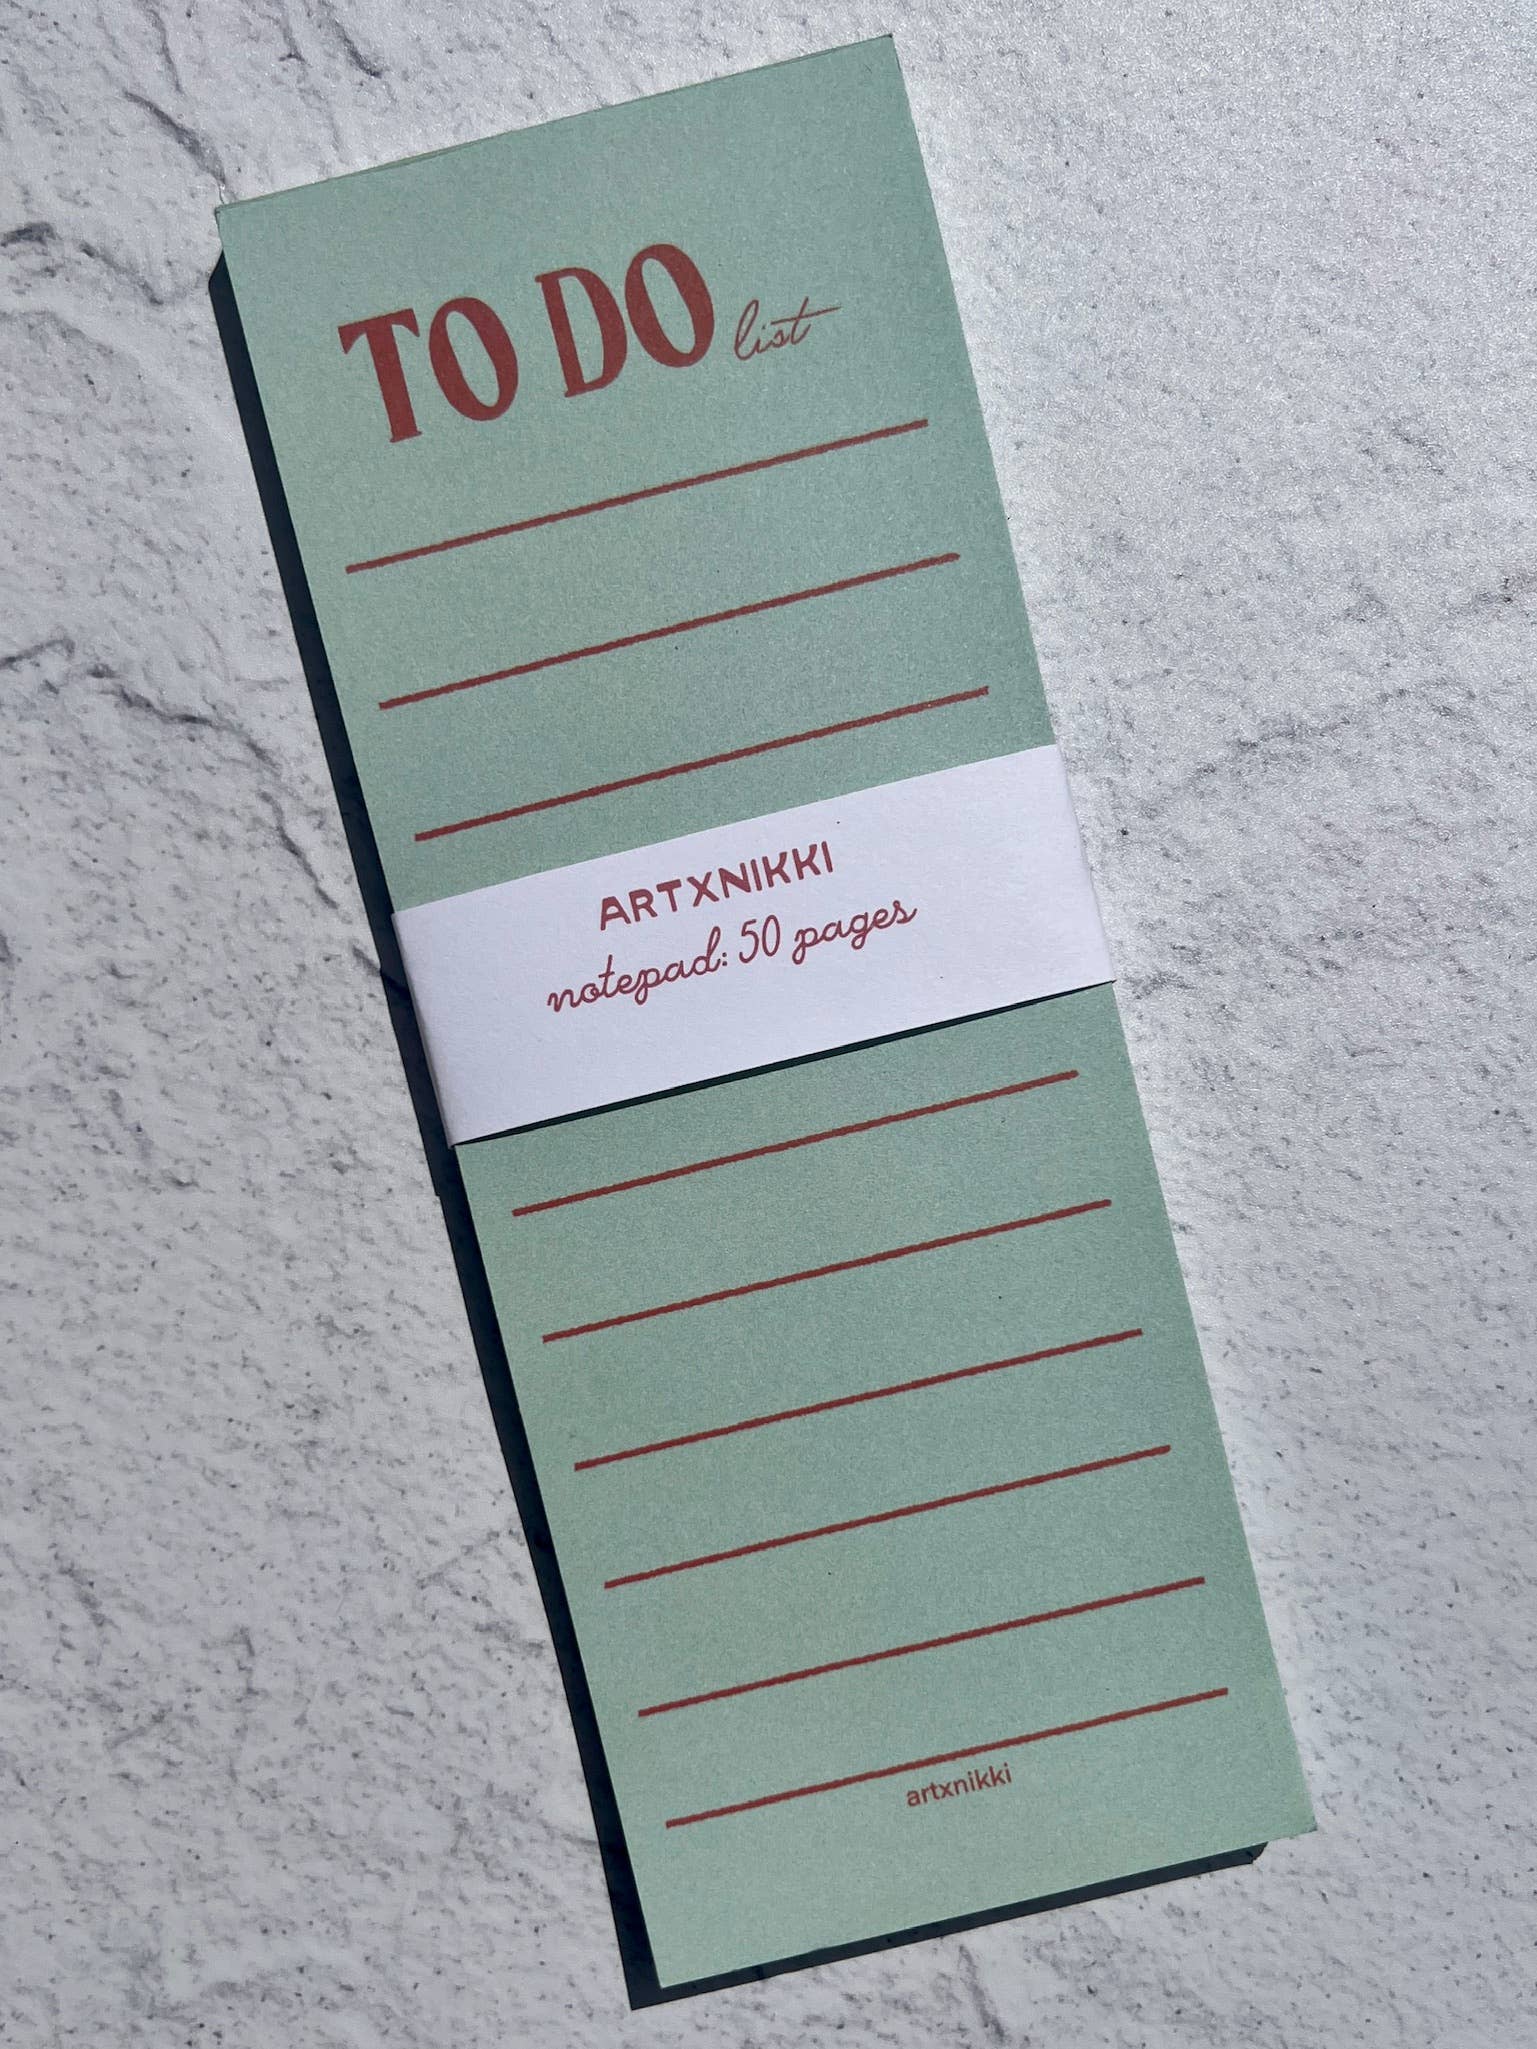 TO DO list
ARTXNIKKI
notepad: 50 pages
artxnikki